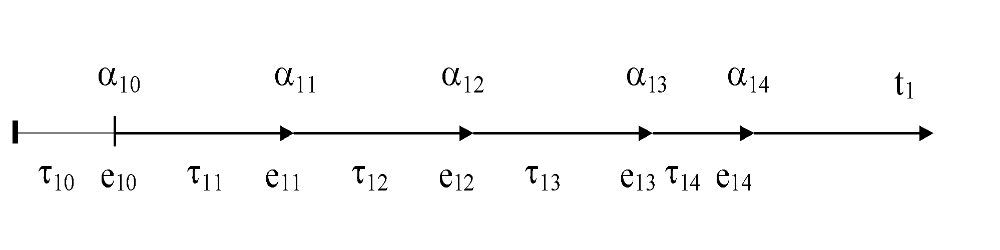 α₁₀ α₁₁ α₁₂ α₁₃ α₁₄ t₁
τ₁₀ e₁₀ τ₁₁ e₁₁ τ₁₂ e₁₂ τ₁₃ e₁₃ τ₁₄ e₁₄